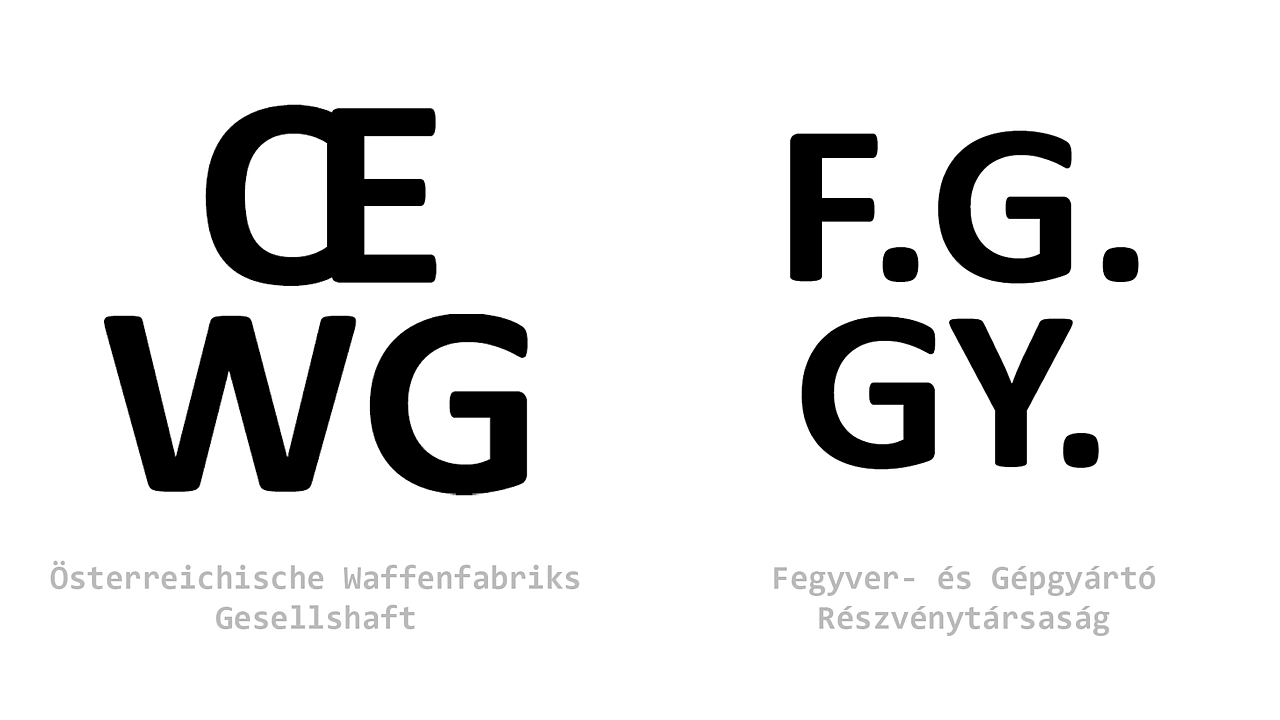 Œ
WG
Österreichische Waffenfabriks
Gesellshaft
F.G.
GY.
Fegyver- és Gépgyártó
Részvénytársaság